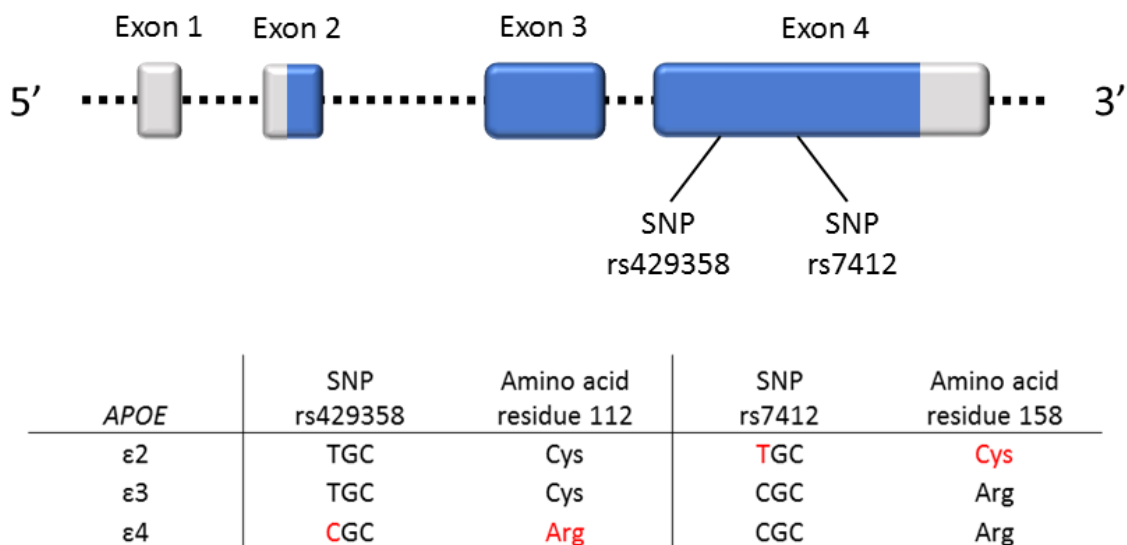 Exon 1 Exon 2 Exon 3 Exon 4
5’ 3’
SNP SNP
rs429358 rs7412
SNP Amino acid SNP Amino acid
APOE rs429358 residue 112 rs7412 residue 158
ε2 TGC Cys TGC Cys
ε3 TGC Cys CGC Arg
ε4 CGC Arg CGC Arg